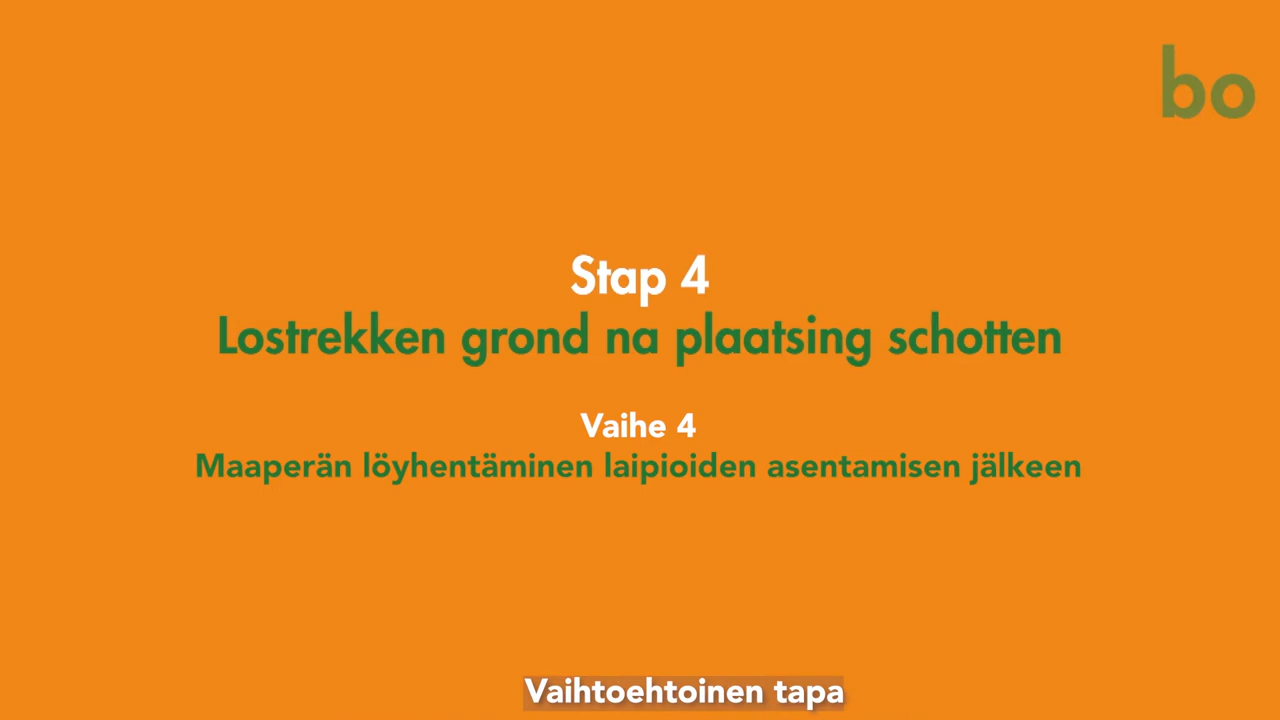 bo
Stap 4
Lostrekken grond na plaatsing schotten
Vaihe 4
Maaperän löyhentäminen laipioiden asentamisen jälkeen
Vaihtoehtoinen tapa